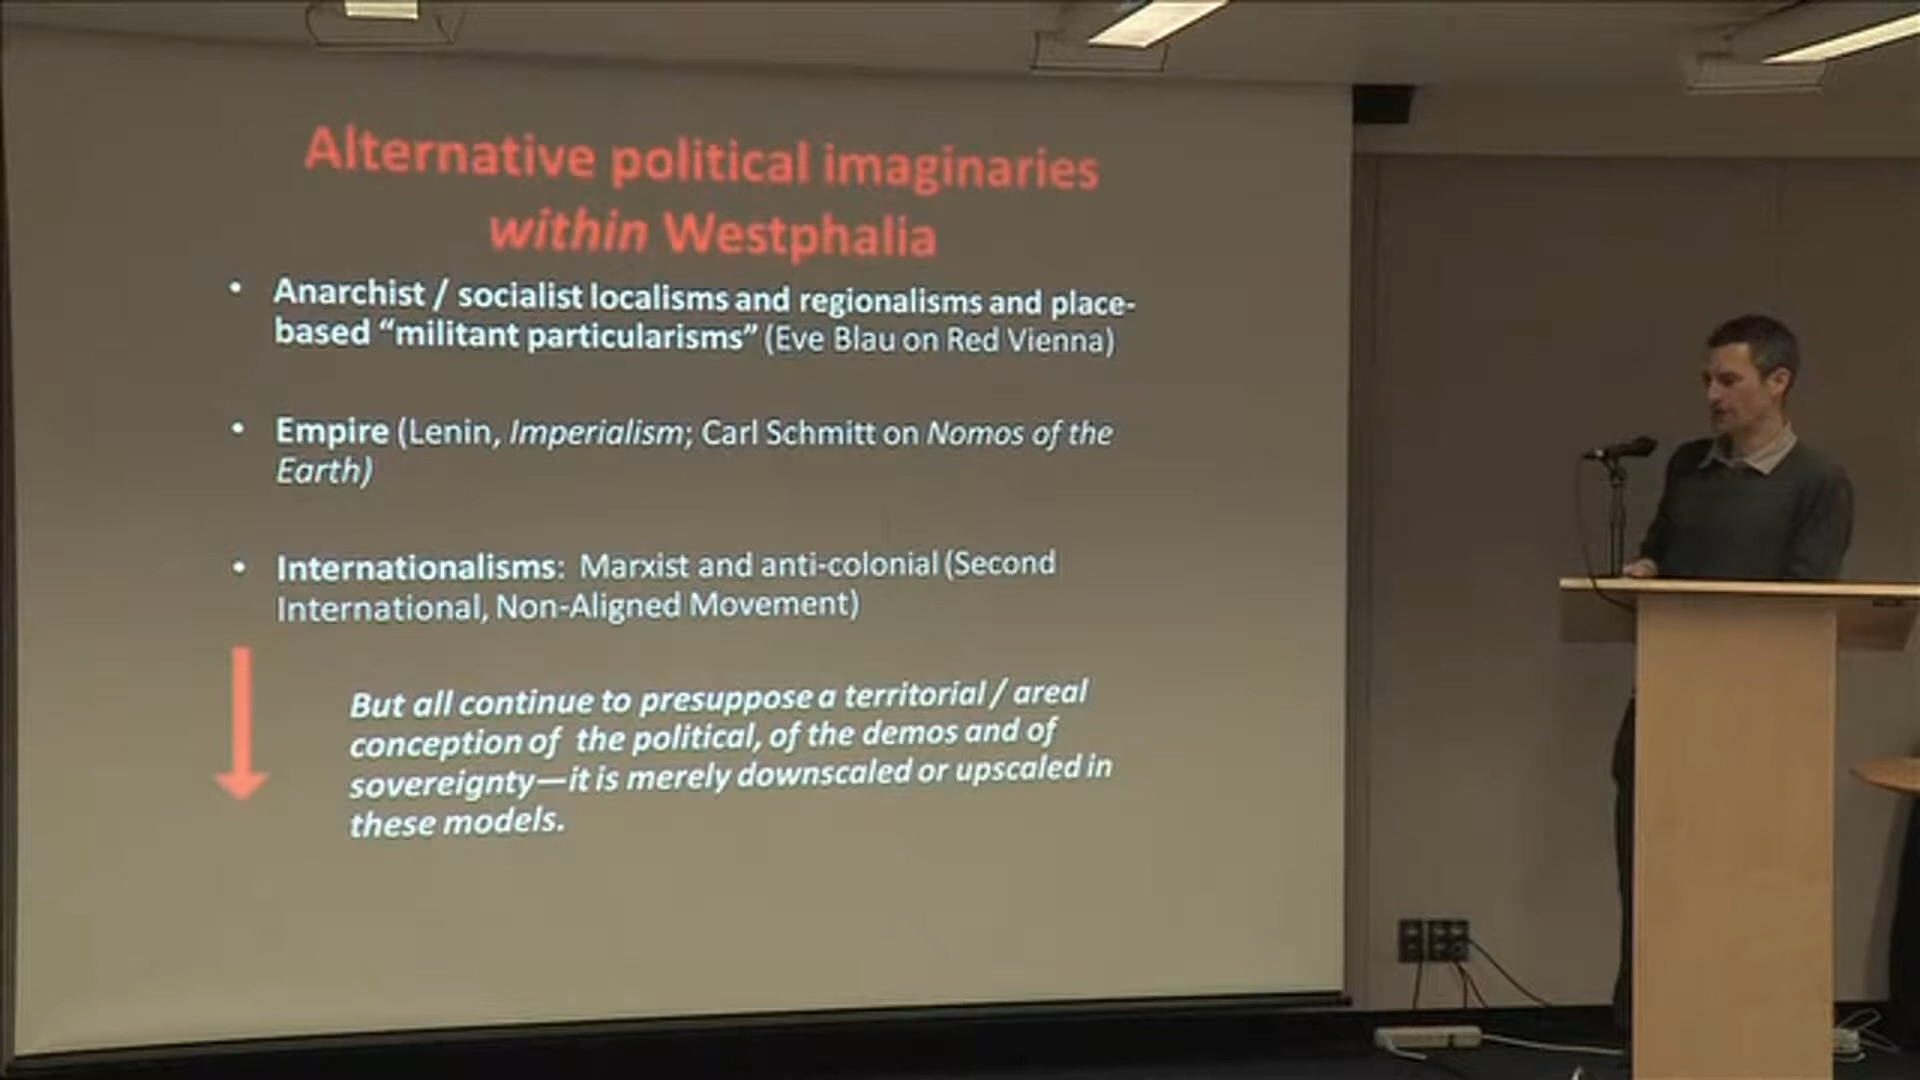 Alternative political imaginaries
within Westphalia
• Anarchist / socialist localisms and regionalisms and place-
based “militant particularisms” (Eve Blau on Red Vienna)
• Empire (Lenin, Imperialism; Carl Schmitt on Nomos of the
Earth)
• Internationalisms: Marxist and anti-colonial (Second
International, Non-Aligned Movement)
But all continue to presuppose a territorial / areal
conception of the political, of the demos and of
sovereignty—it is merely downscaled or upscaled in
these models.